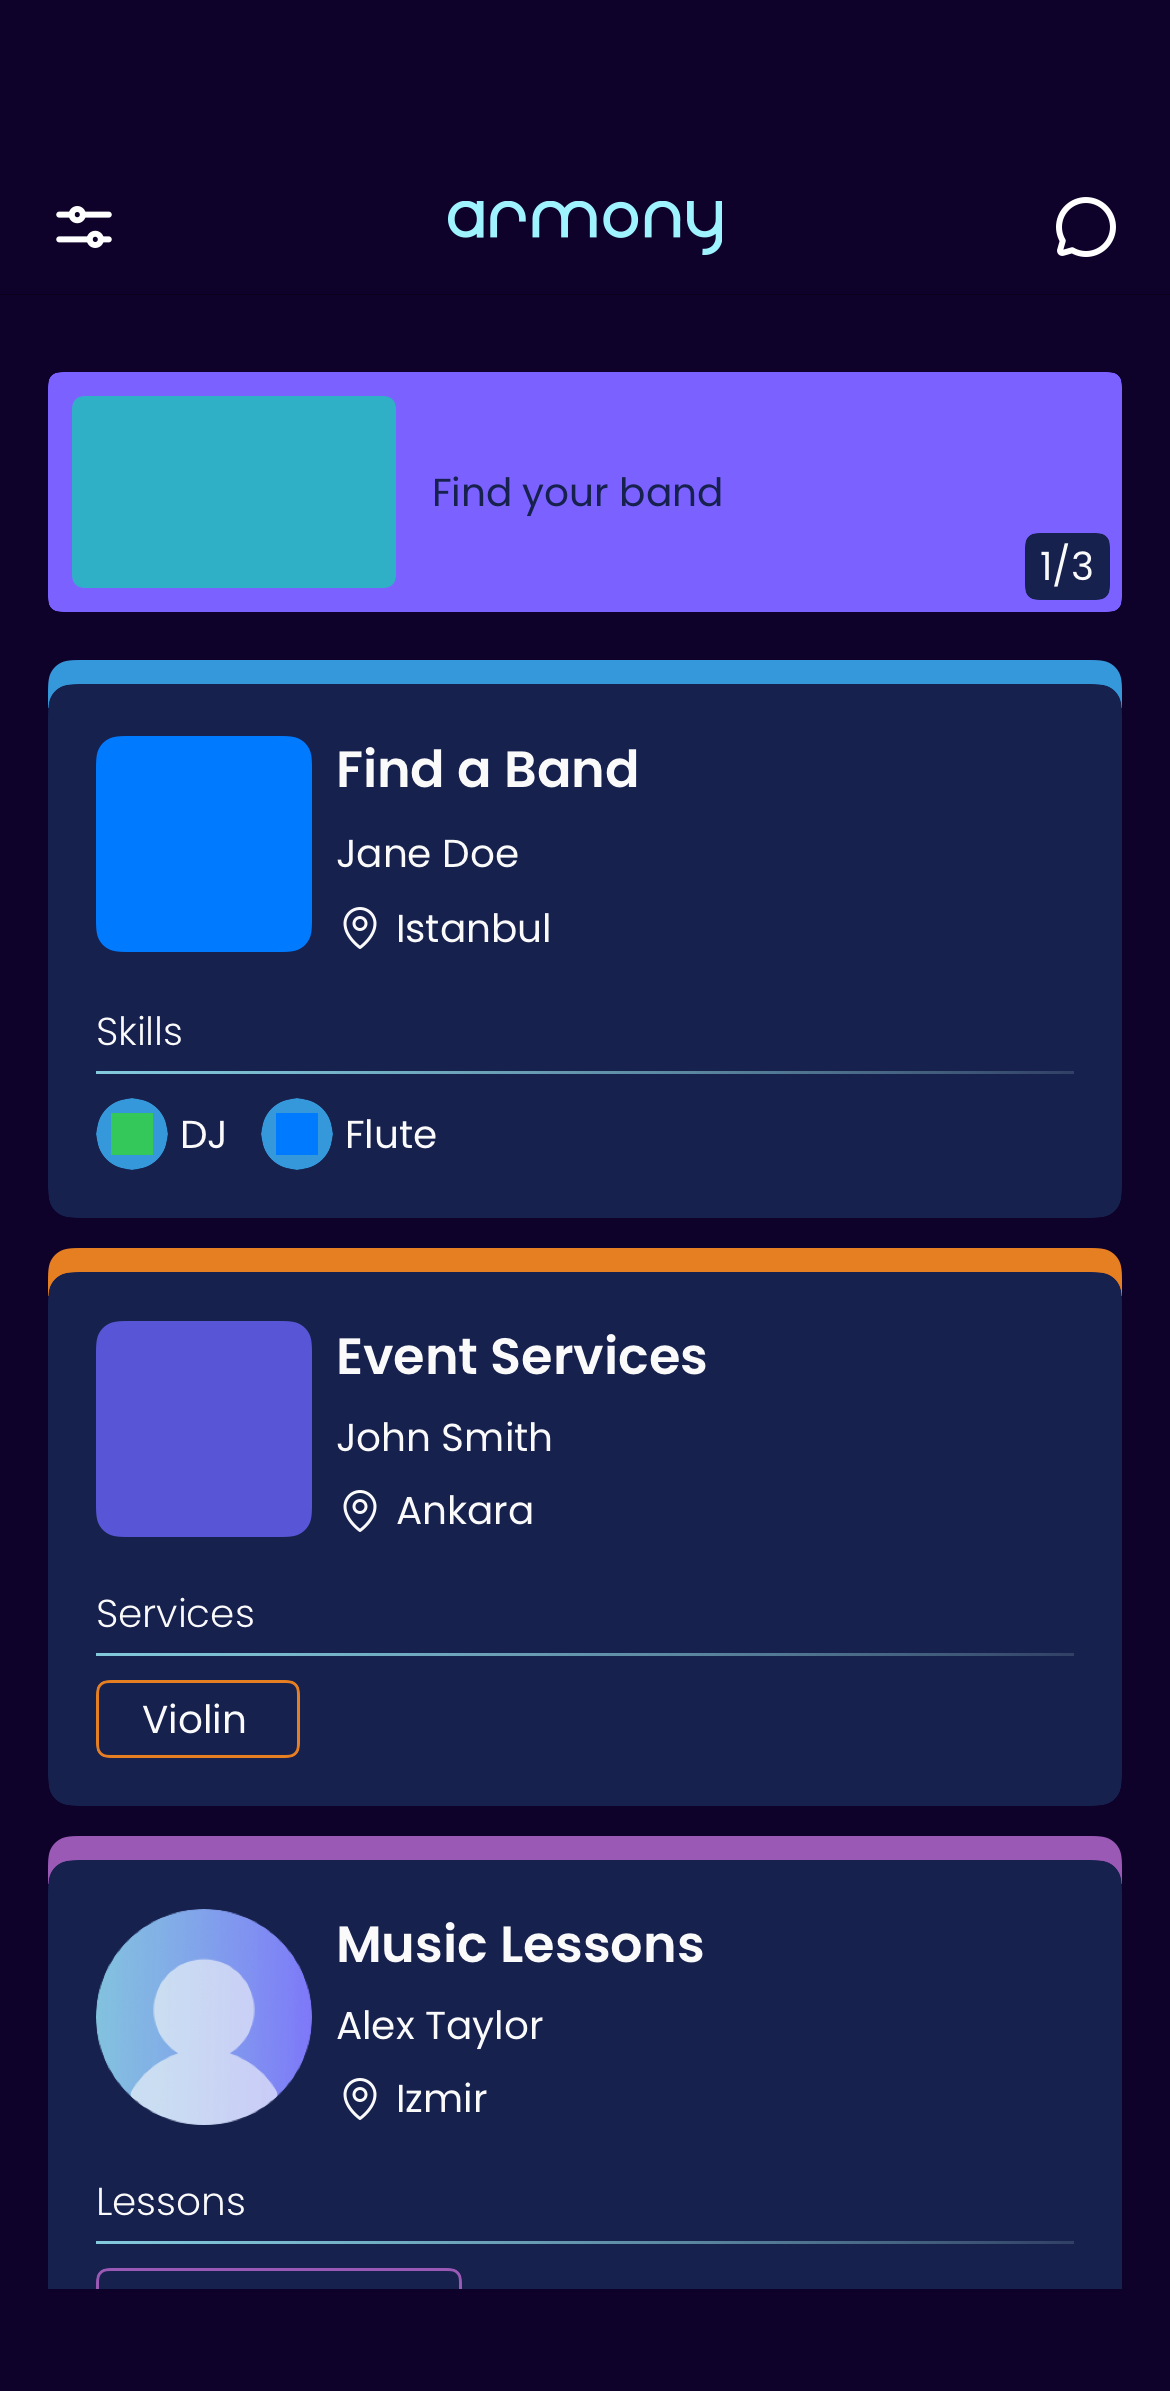 armony
Find your band
1/3
Find a Band
Jane Doe
Istanbul
Skills
DJ Flute
Event Services
John Smith
Ankara
Services
Violin
Music Lessons
Alex Taylor
Izmir
Lessons